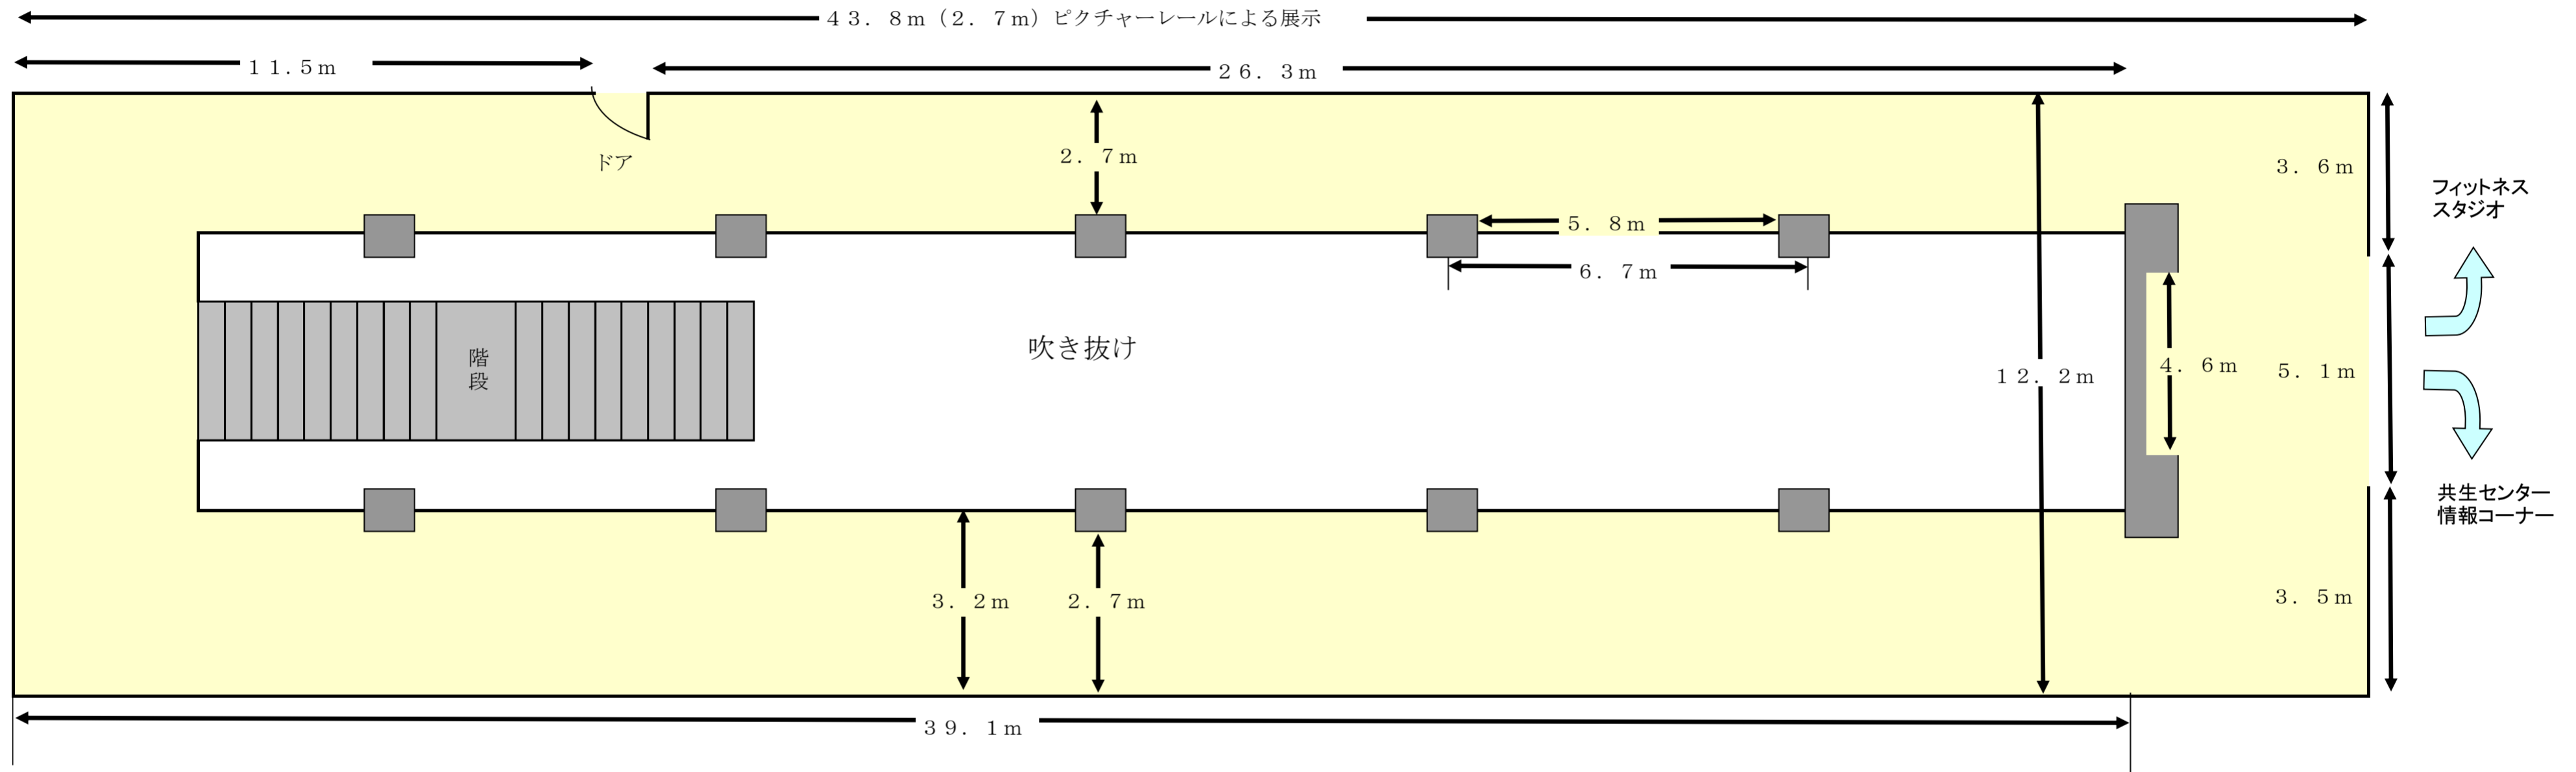 ４３．８ｍ（２．７ｍ）ピクチャーレールによる展示
１１.５ｍ
２６．３ｍ
２．７ｍ
ドア
３．６ｍ
フィットネス
スタジオ
５．８ｍ
６．７ｍ
吹き抜け
階
段
１２．２ｍ
４．６ｍ
５．１ｍ
共生センター
情報コーナー
３．２ｍ
２．７ｍ
３．５ｍ
３９．１ｍ